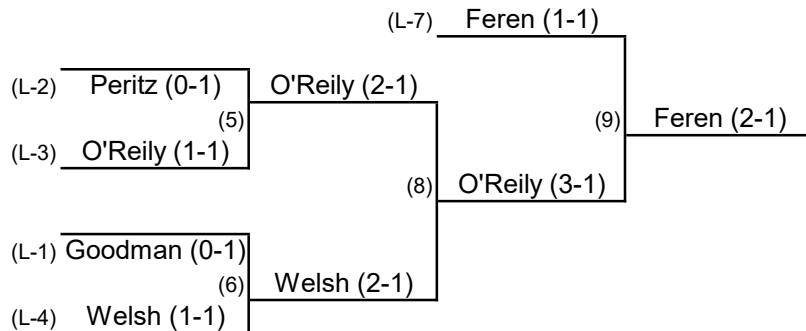 (L-7) Feren (1-1)
(L-2) Peritz (0-1) O'Reily (2-1)
(5) (9) Feren (2-1)
(L-3) O'Reily (1-1)
(8) O'Reily (3-1)
(L-1) Goodman (0-1)
(6) Welsh (2-1)
(L-4) Welsh (1-1)